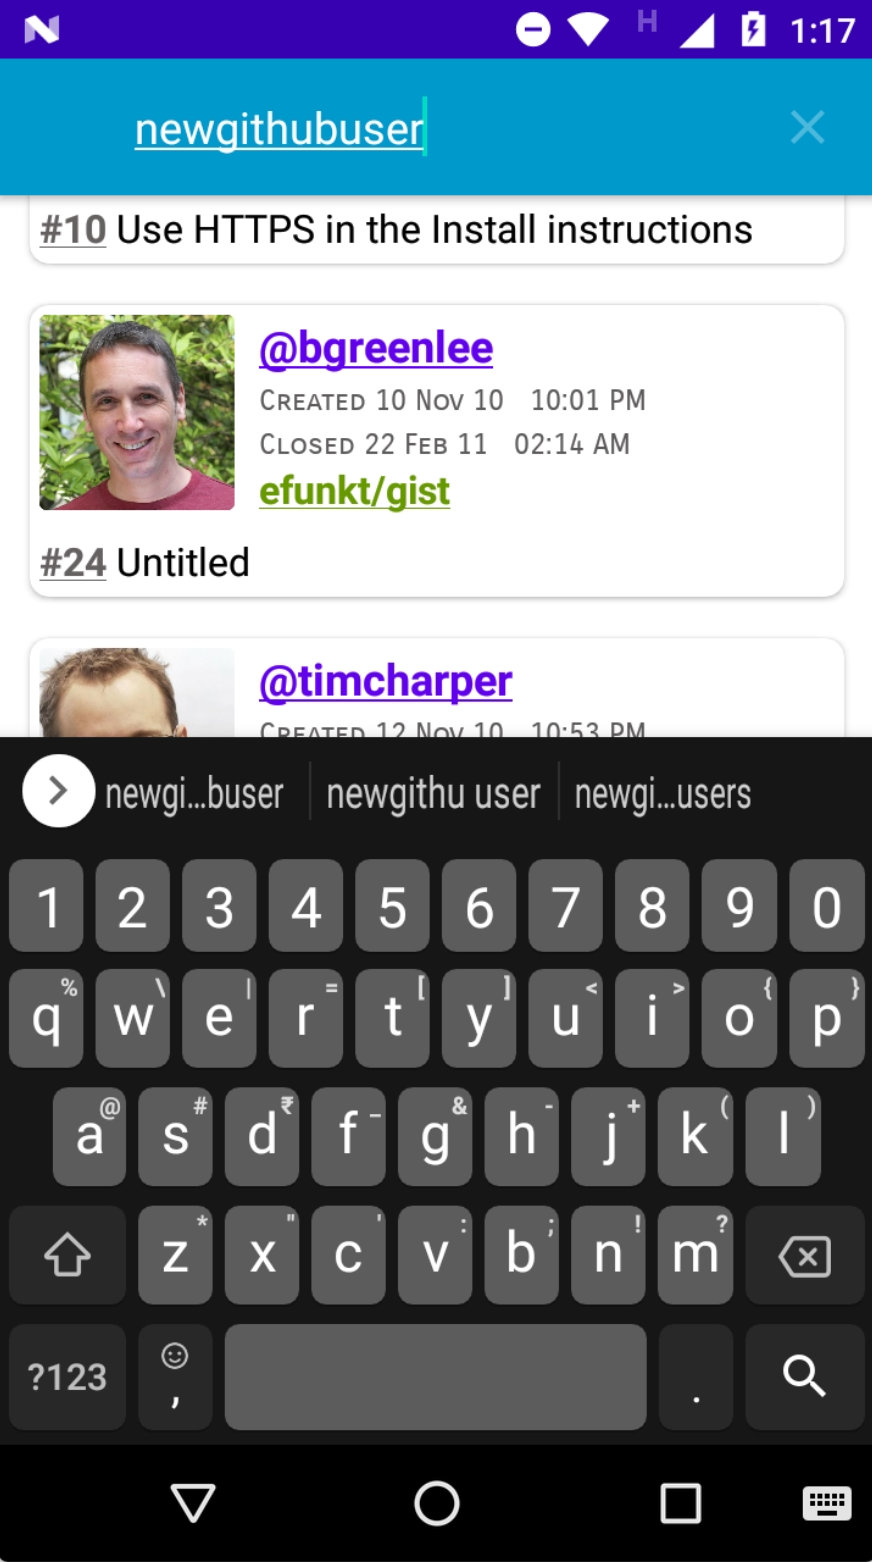 N H 1:17
newgithubuser
#10 Use HTTPS in the Install instructions
@bgreenlee
CREATED 10 NOV 10 10:01 PM
CLOSED 22 FEB 11 02:14 AM
efunkt/gist
#24 Untitled
@timcharper
CREATED 12 NOV 10 10:53 PM
newgi...buser newgithu user newgi...users
1 2 3 4 5 6 7 8 9 0
% \ | = [ ] < > { }
q w e r t y u i o p
@ # ₹ _ & - + ( )
a s d f g h j k l
* " ' : ; ! ?
z x c v b n m
?123 , .